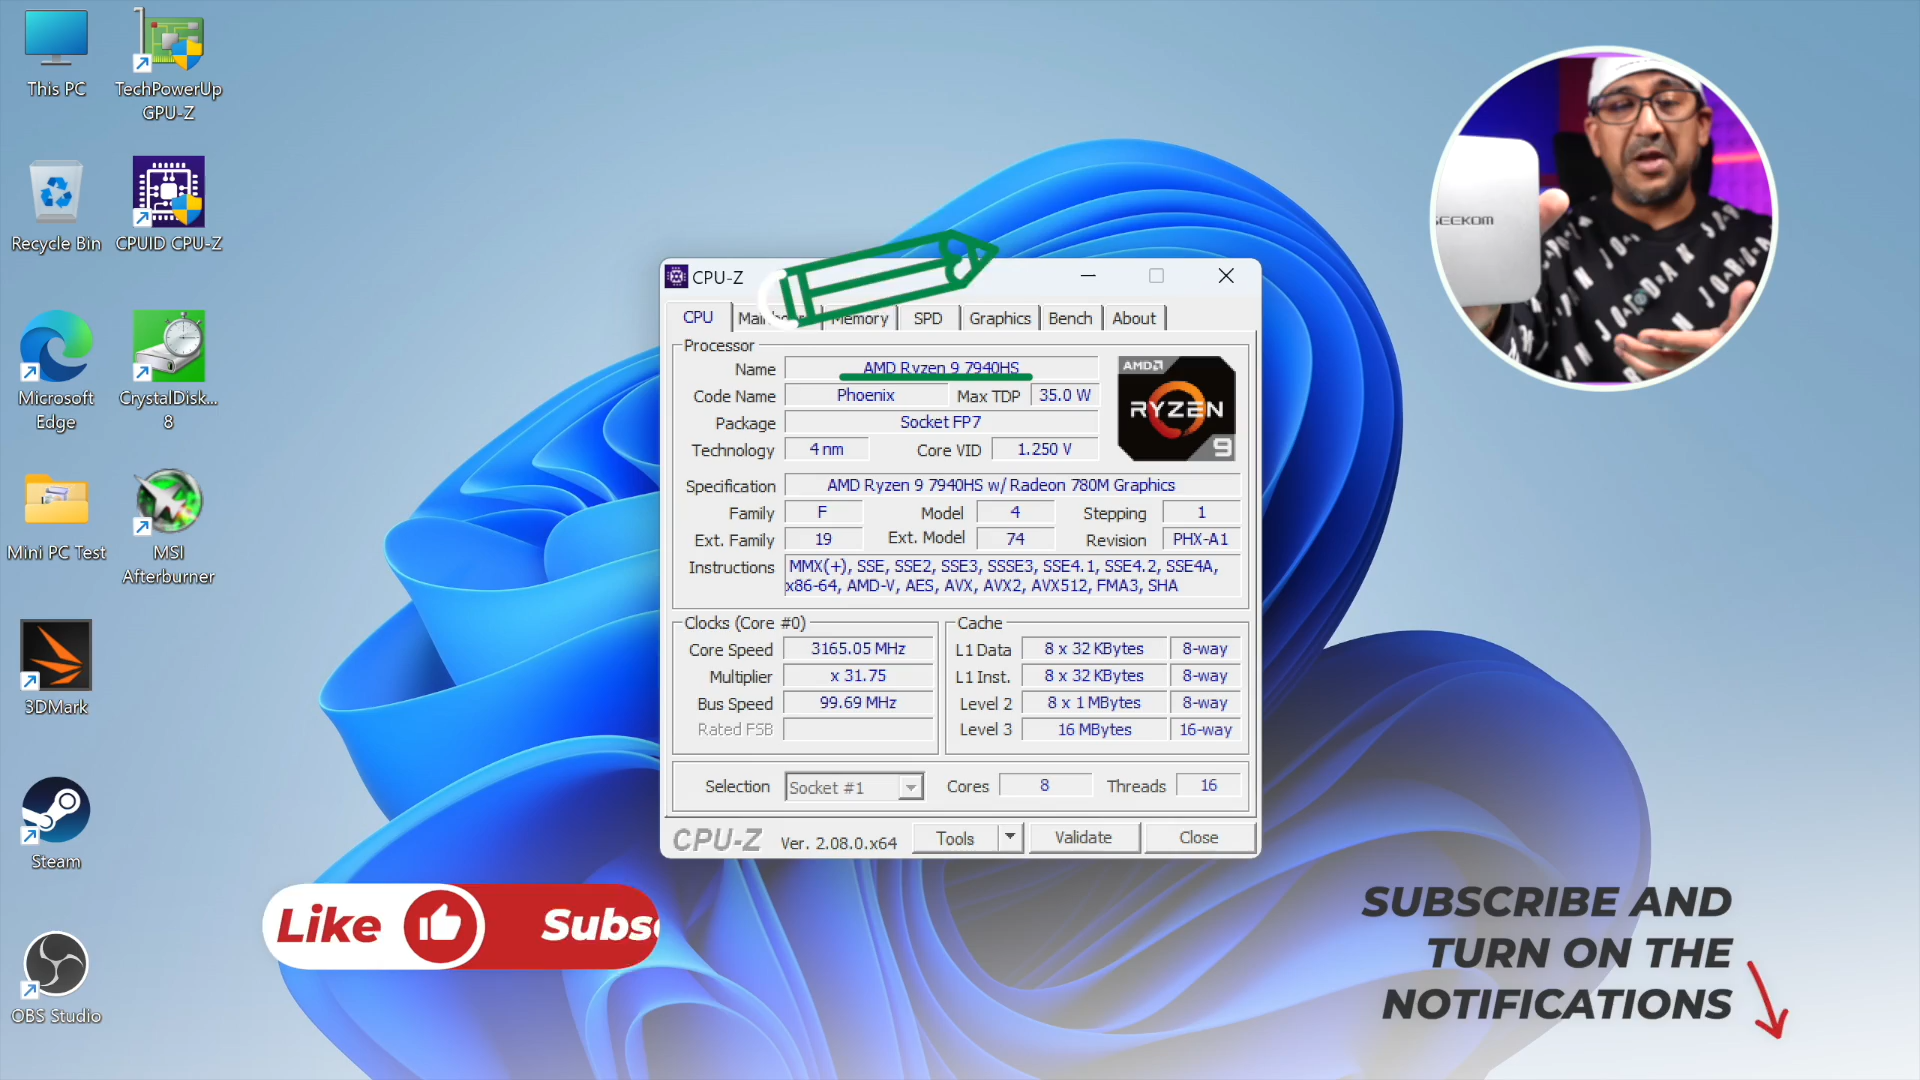 This PC
TechPowerUp
GPU-Z
Recycle Bin
CPUID CPU-Z
Microsoft
Edge
CrystalDisk...
8
Mini PC Test
MSI
Afterburner
3DMark
Steam
OBS Studio
CPU-Z
CPU
Memory
SPD
Graphics
Bench
About
Processor
Name AMD Ryzen 9 7940HS
Code Name Phoenix Max TDP 35.0 W
Package Socket FP7
Technology 4 nm Core VID 1.250 V
AMD
RYZEN
9
Specification AMD Ryzen 9 7940HS w/ Radeon 780M Graphics
Family F Model 4 Stepping 1
Ext. Family 19 Ext. Model 74 Revision PHX-A1
Instructions MMX(+), SSE, SSE2, SSE3, SSSE3, SSE4.1, SSE4.2, SSE4A,
x86-64, AMD-V, AES, AVX, AVX2, AVX512, FMA3, SHA
Clocks (Core #0)
Core Speed 3165.05 MHz
Multiplier x 31.75
Bus Speed 99.69 MHz
Rated FSB
Cache
L1 Data 8 x 32 KBytes 8-way
L1 Inst. 8 x 32 KBytes 8-way
Level 2 8 x 1 MBytes 8-way
Level 3 16 MBytes 16-way
Selection Socket #1 Cores 8 Threads 16
CPU-Z Ver. 2.08.0.x64 Tools Validate Close
Like Subsc
SUBSCRIBE AND
TURN ON THE
NOTIFICATIONS
GEEKOM
JORDAN